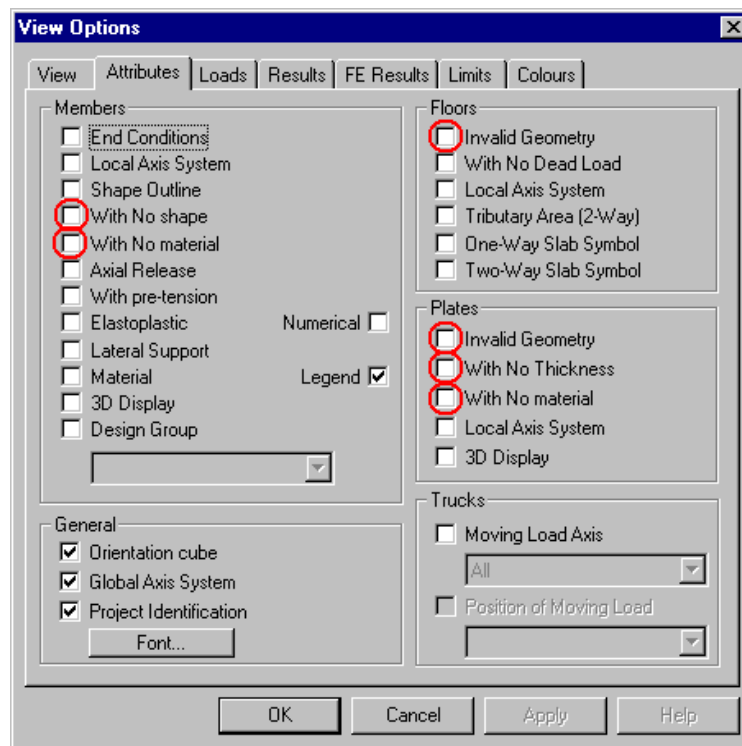 View Options
View Attributes Loads Results FE Results Limits Colours
Members
End Conditions
Local Axis System
Shape Outline
With No shape
With No material
Axial Release
With pre-tension
Elastoplastic Numerical
Lateral Support
Material Legend
3D Display
Design Group
General
Orientation cube
Global Axis System
Project Identification
Font...
Floors
Invalid Geometry
With No Dead Load
Local Axis System
Tributary Area (2-Way)
One-Way Slab Symbol
Two-Way Slab Symbol
Plates
Invalid Geometry
With No Thickness
With No material
Local Axis System
3D Display
Trucks
Moving Load Axis
All
Position of Moving Load
OK Cancel Apply Help